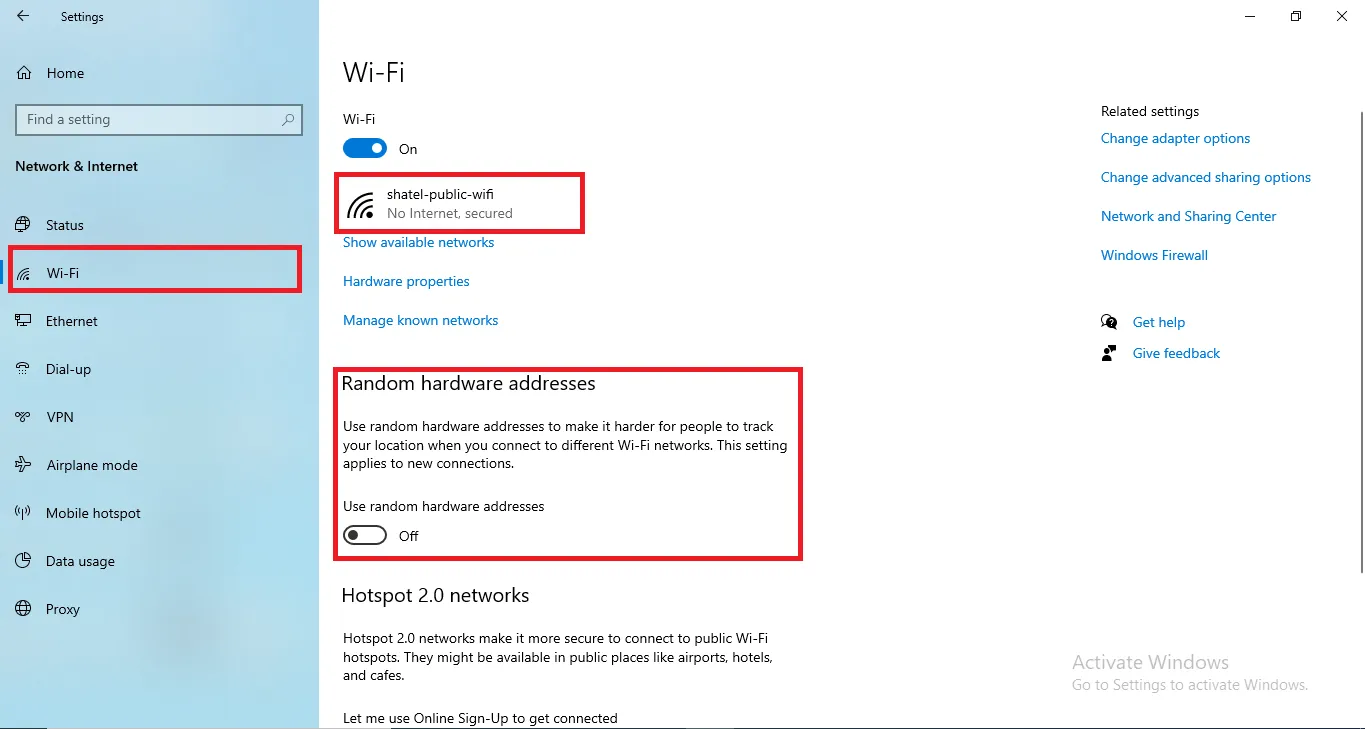 Settings
Home
Find a setting
Network & Internet
Status
Wi-Fi
Ethernet
Dial-up
VPN
Airplane mode
Mobile hotspot
Data usage
Proxy
Wi-Fi
Wi-Fi
On
shatel-public-wifi
No Internet, secured
Show available networks
Hardware properties
Manage known networks
Random hardware addresses
Use random hardware addresses to make it harder for people to track
your location when you connect to different Wi-Fi networks. This setting
applies to new connections.
Use random hardware addresses
Off
Hotspot 2.0 networks
Hotspot 2.0 networks make it more secure to connect to public Wi-Fi
hotspots. They might be available in public places like airports, hotels,
and cafes.
Let me use Online Sign-Up to get connected
Related settings
Change adapter options
Change advanced sharing options
Network and Sharing Center
Windows Firewall
Get help
Give feedback
Activate Windows
Go to Settings to activate Windows.